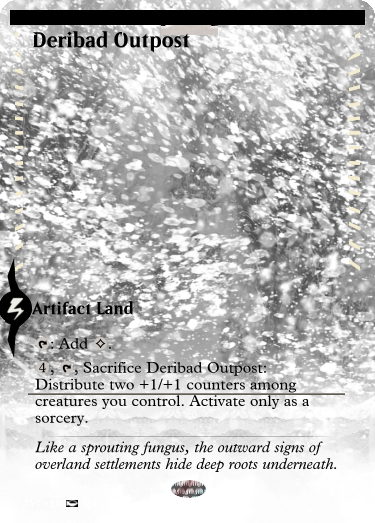 Deribad Outpost
Artifact Land
: Add .
4, , Sacrifice Deribad Outpost:
Distribute two +1/+1 counters among
creatures you control. Activate only as a
sorcery.
Like a sprouting fungus, the outward signs of
overland settlements hide deep roots underneath.